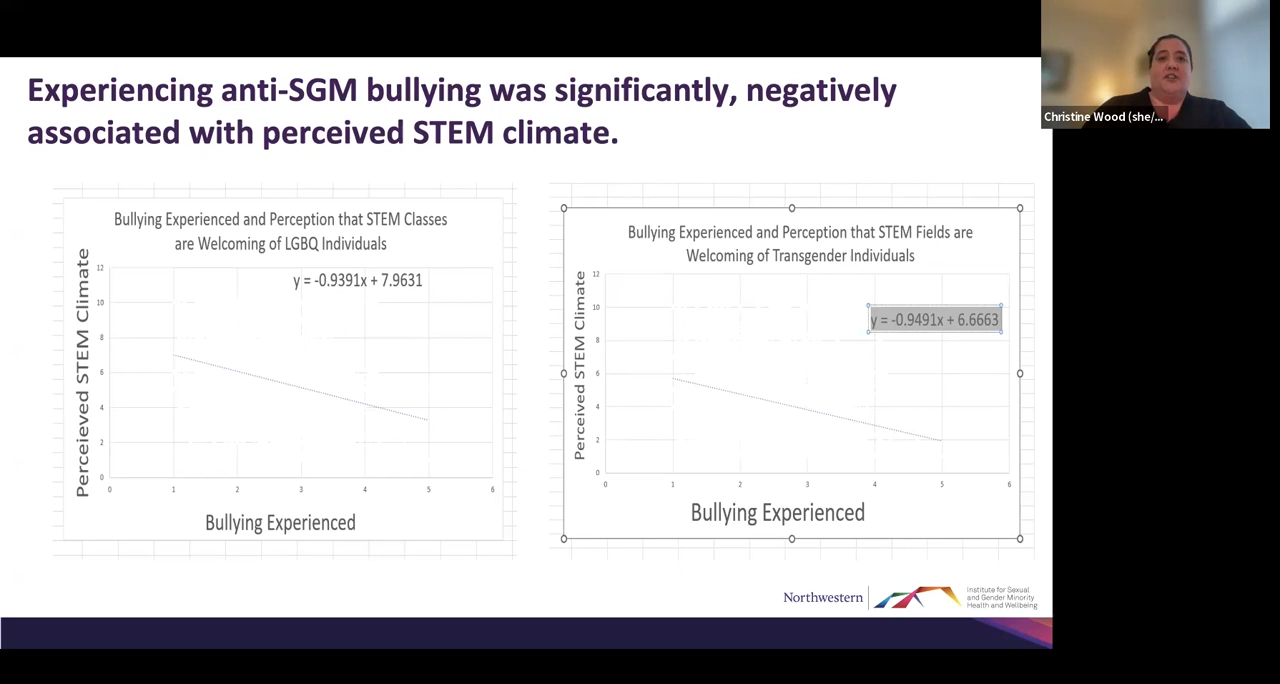 Experiencing anti-SGM bullying was significantly, negatively
associated with perceived STEM climate.
Christine Wood (she/...
Bullying Experienced and Perception that STEM Classes
are Welcoming of LGBQ Individuals
y = -0.9391x + 7.9631
Perceieved STEM Climate
12
10
8
6
4
2
0
0 1 2 3 4 5 6
Bullying Experienced
Bullying Experienced and Perception that STEM Fields are
Welcoming of Transgender Individuals
y = -0.9491x + 6.6663
Perceived STEM Climate
12
10
8
6
4
2
0
0 1 2 3 4 5 6
Bullying Experienced
Northwestern
Institute for Sexual
and Gender Minority
Health and Wellbeing